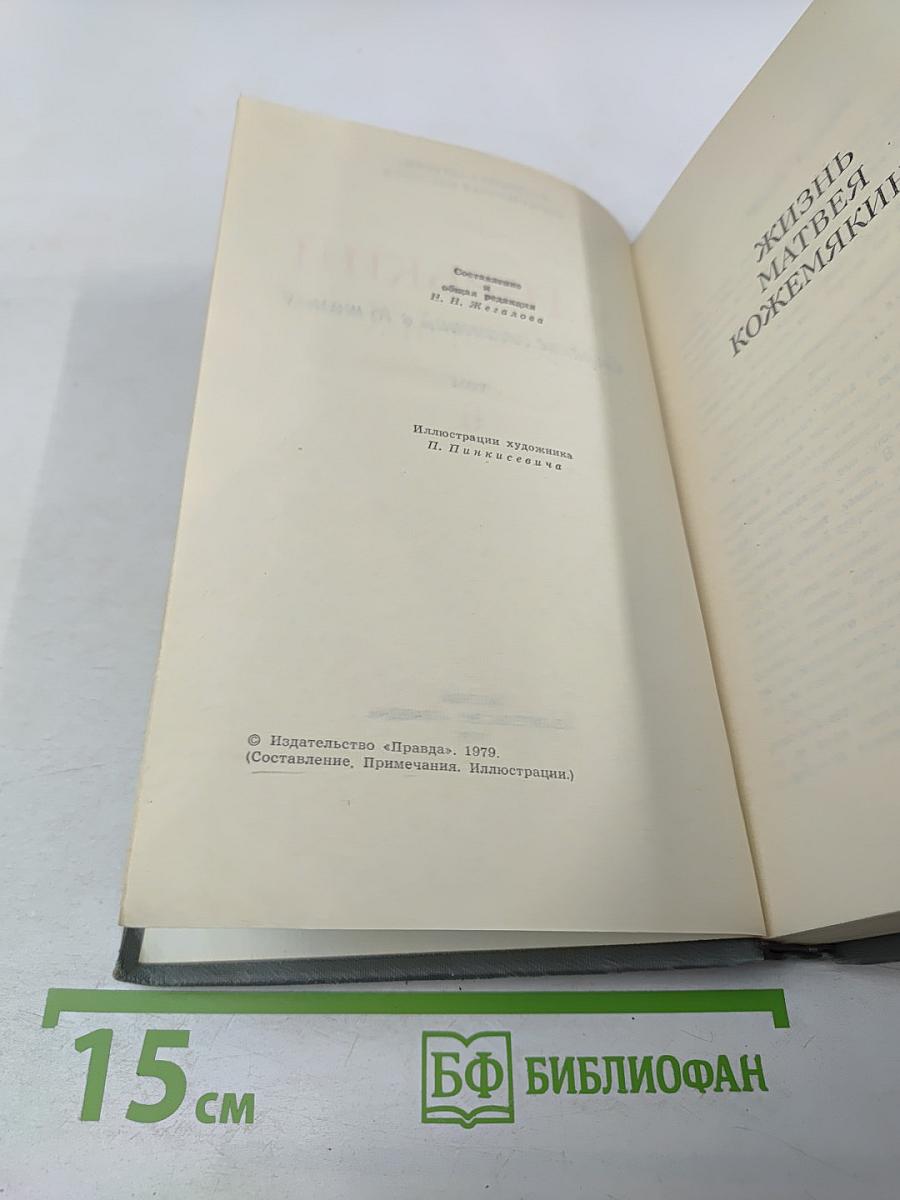 Составление
и
общая редакция
Н. Н. Жегалова
Иллюстрации художника
П. Пинкисевича
© Издательство «Правда». 1979.
(Составление. Примечания. Иллюстрации.)
ЖИЗНЬ
МАТВЕЯ
КОЖЕМЯКИН
15 см
БФ БИБЛИОФАН